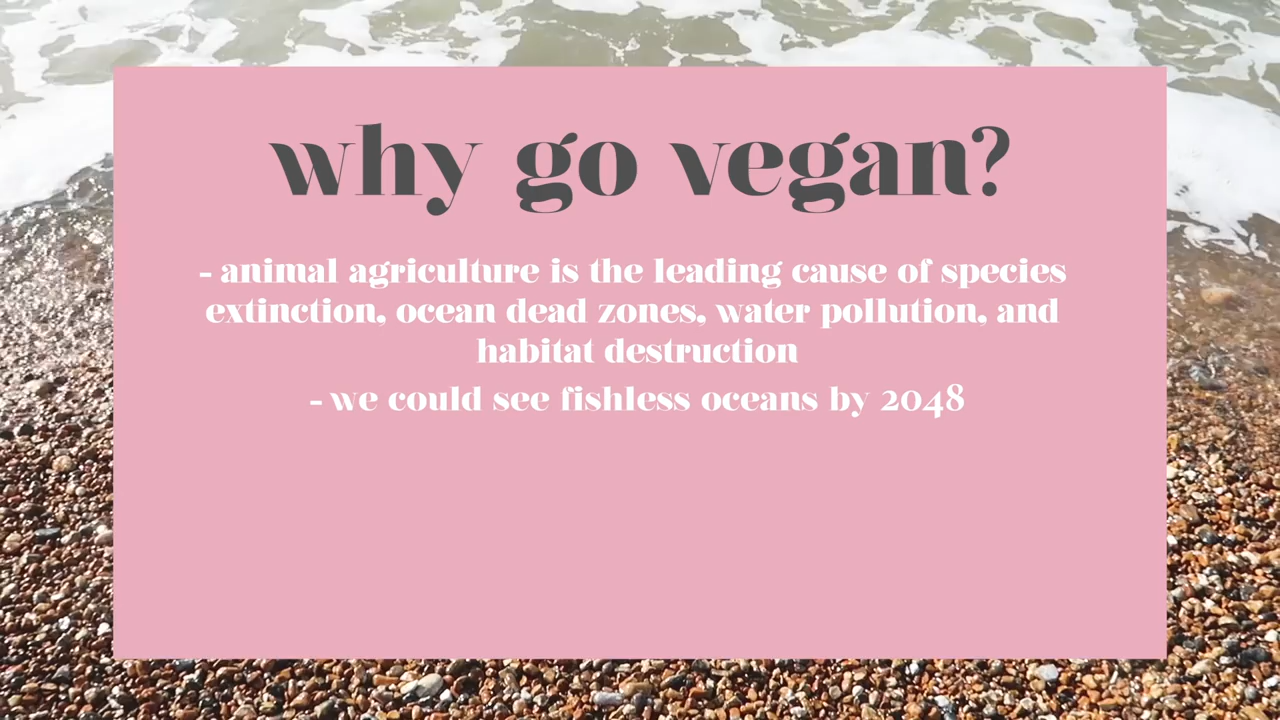 why go vegan?
- animal agriculture is the leading cause of species
extinction, ocean dead zones, water pollution, and
habitat destruction
- we could see fishless oceans by 2048